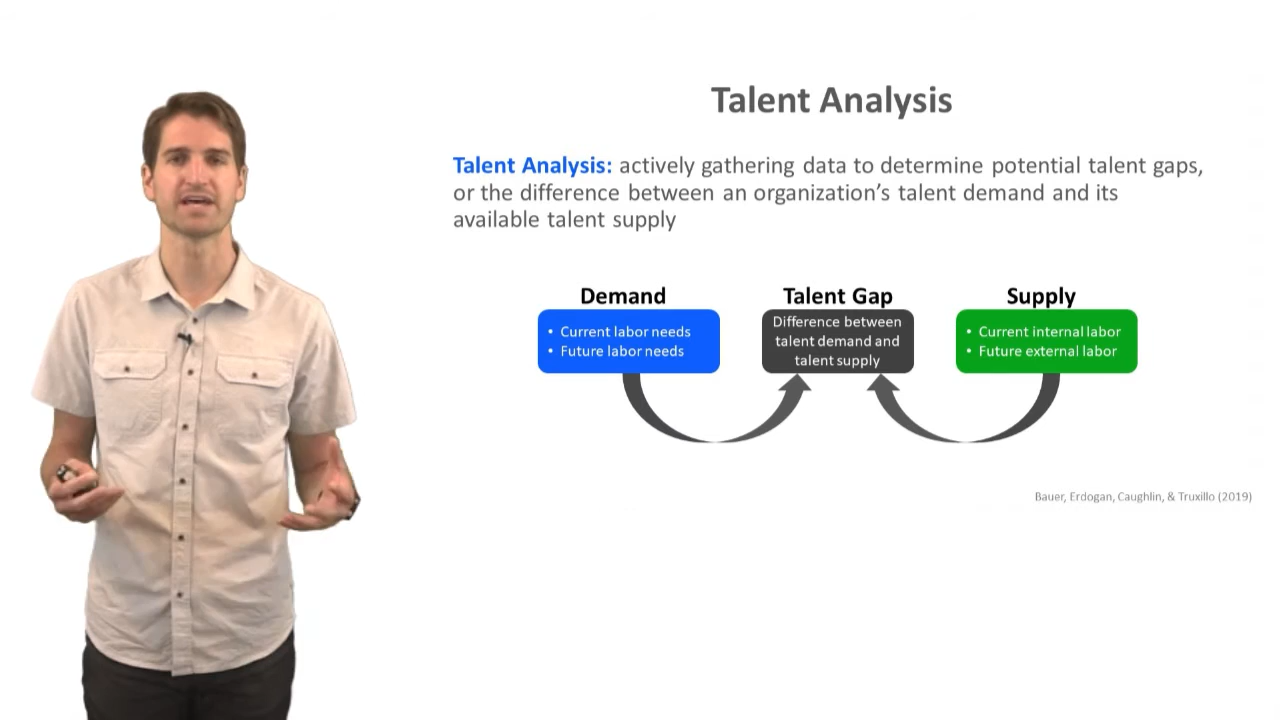 Talent Analysis
Talent Analysis: actively gathering data to determine potential talent gaps,
or the difference between an organization's talent demand and its
available talent supply
Demand
• Current labor needs
• Future labor needs
Talent Gap
Difference between
talent demand and
talent supply
Supply
• Current internal labor
• Future external labor
Bauer, Erdogan, Caughlin, & Truxillo (2019)